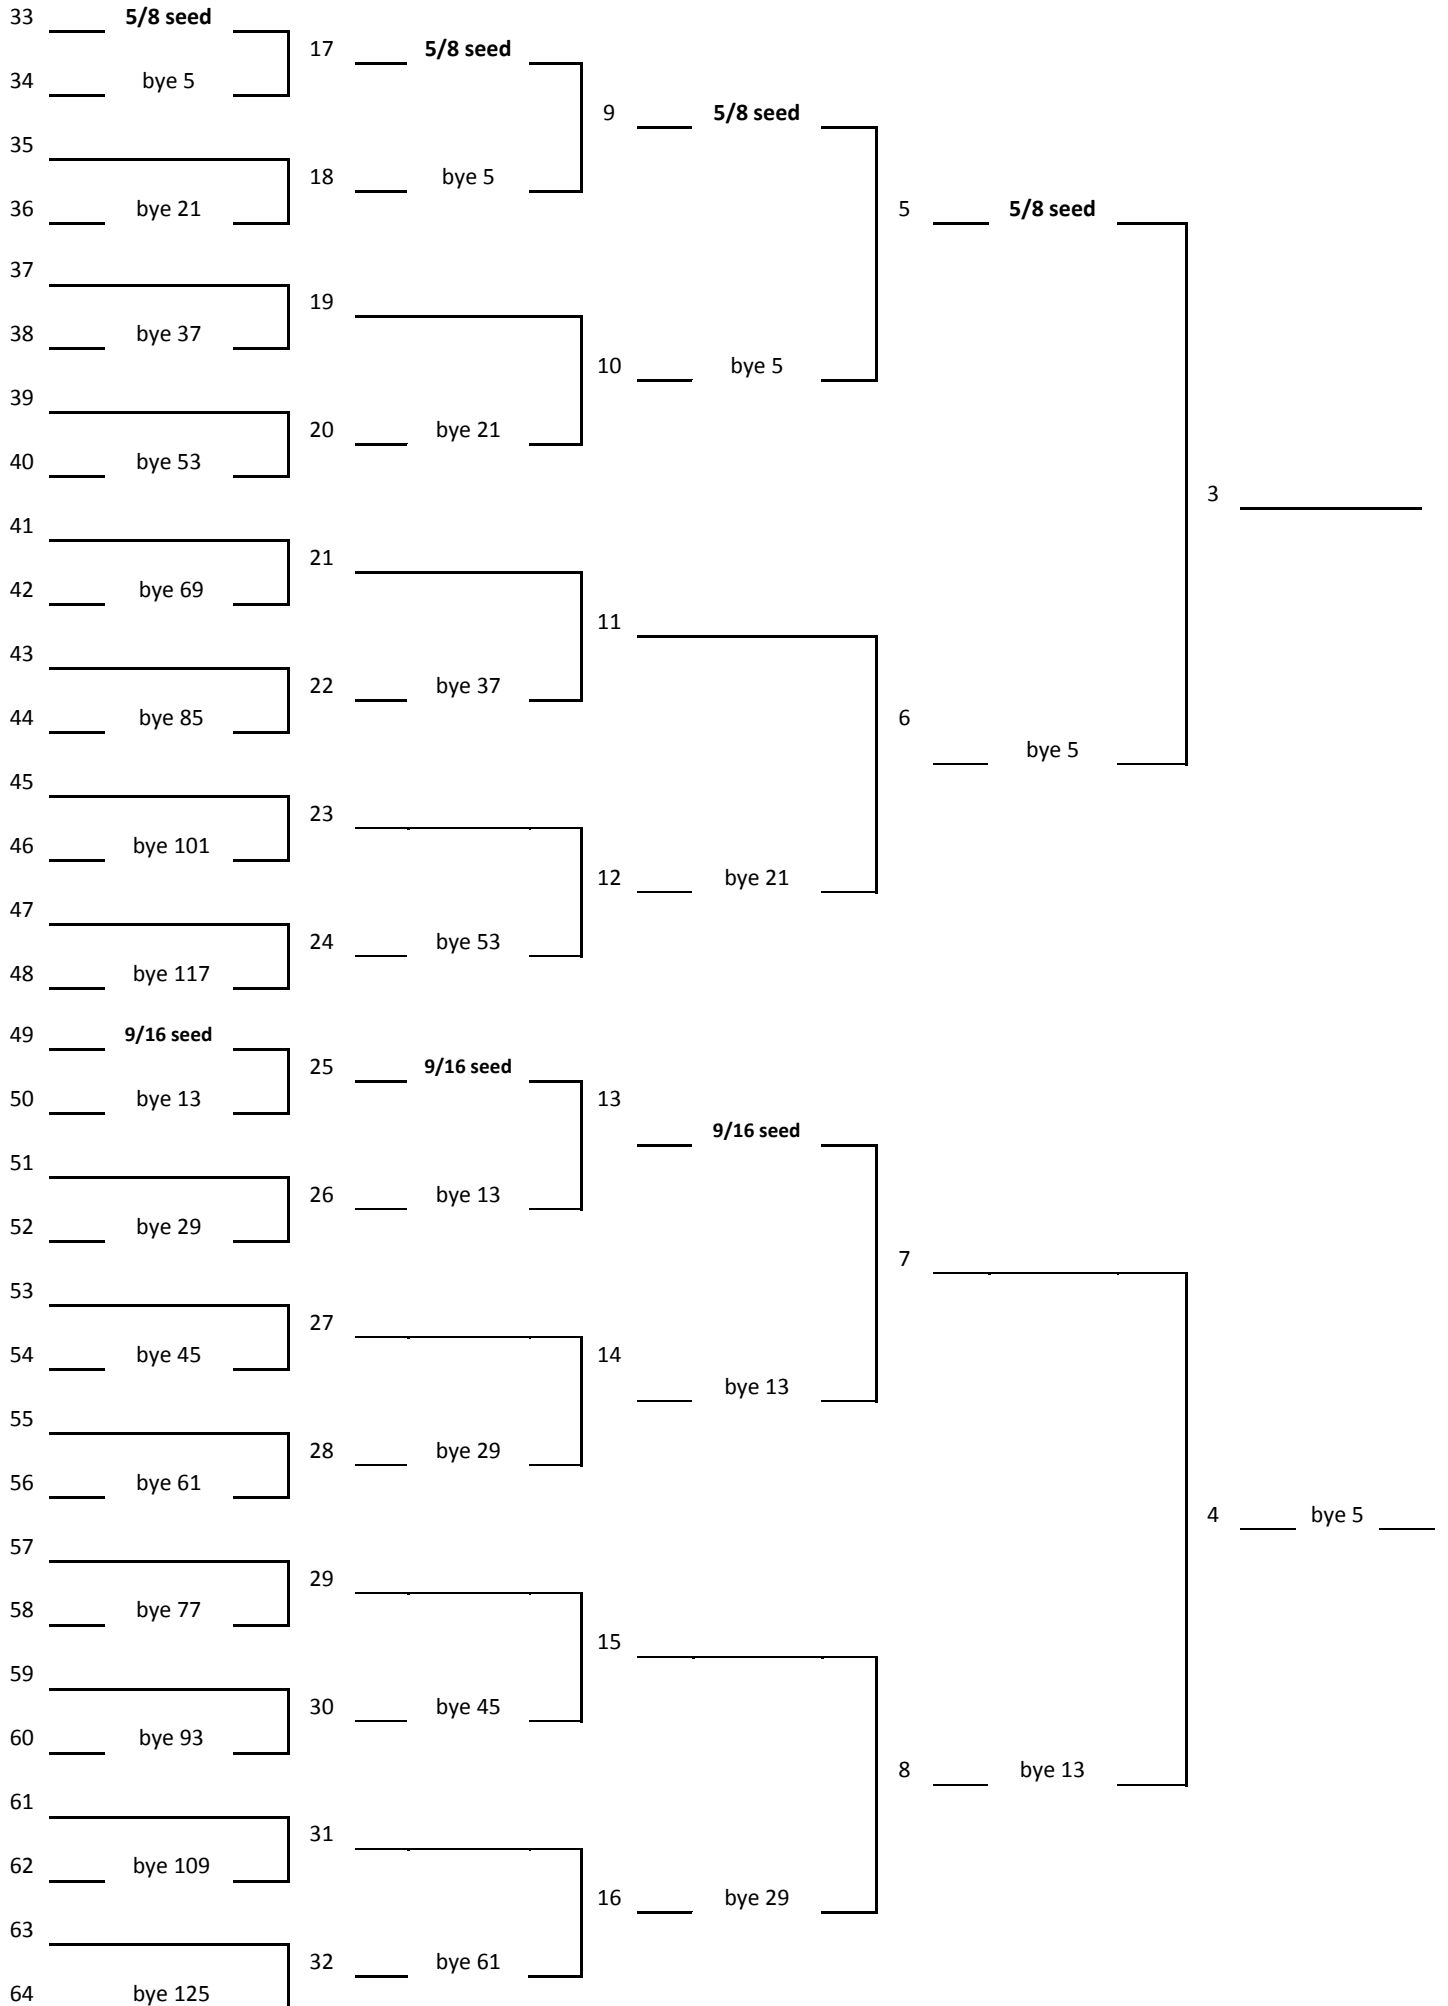 33 5/8 seed
34 bye 5
35
36 bye 21
37
38 bye 37
39
40 bye 53
41
42 bye 69
43
44 bye 85
45
46 bye 101
47
48 bye 117
49 9/16 seed
50 bye 13
51
52 bye 29
53
54 bye 45
55
56 bye 61
57
58 bye 77
59
60 bye 93
61
62 bye 109
63
64 bye 125
17 5/8 seed
18 bye 5
19
20 bye 21
21
22 bye 37
23
24 bye 53
25 9/16 seed
26 bye 13
27
28 bye 29
29
30 bye 45
31
32 bye 61
9 5/8 seed
10 bye 5
11
12 bye 21
13
9/16 seed
14
bye 13
15
16 bye 29
5 5/8 seed
6
bye 5
7
8 bye 13
3
4 bye 5